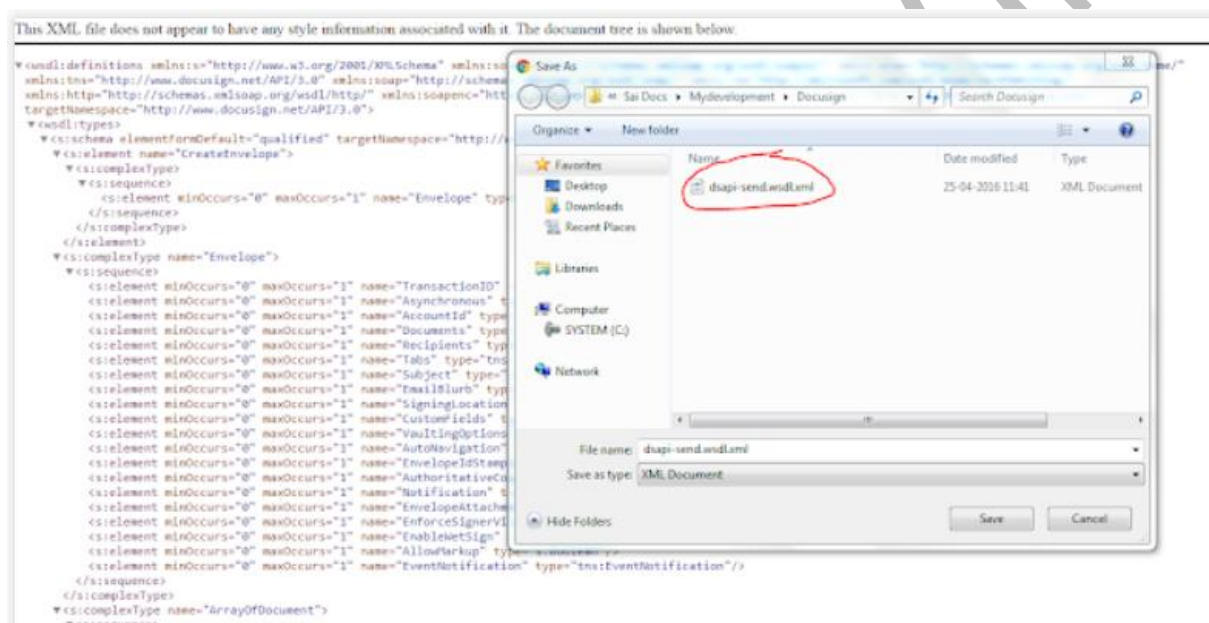 This XML file does not appear to have any style information associated with it. The document tree is shown below.
▼<wsdl:definitions xmlns:s="http://www.w3.org/2001/XMLSchema" xmlns:so
xmlns:tns="http://www.docusign.net/API/3.0" xmlns:soap="http://schema
xmlns:http="http://schemas.xmlsoap.org/wsdl/http/" xmlns:soapenc="htt
me/"
targetNamespace="http://www.docusign.net/API/3.0">
▼<wsdl:types>
▼<s:schema elementFormDefault="qualified" targetNamespace="http://
▼<s:element name="CreateEnvelope">
▼<s:complexType>
▼<s:sequence>
<s:element minOccurs="0" maxOccurs="1" name="Envelope" typ
</s:sequence>
</s:complexType>
</s:element>
▼<s:complexType name="Envelope">
▼<s:sequence>
<s:element minOccurs="0" maxOccurs="1" name="TransactionID"
<s:element minOccurs="0" maxOccurs="1" name="Asynchronous" t
<s:element minOccurs="0" maxOccurs="1" name="AccountId" type
<s:element minOccurs="0" maxOccurs="1" name="Documents" type
<s:element minOccurs="0" maxOccurs="1" name="Recipients" typ
<s:element minOccurs="0" maxOccurs="1" name="Tabs" type="tns
<s:element minOccurs="0" maxOccurs="1" name="Subject" type="
<s:element minOccurs="0" maxOccurs="1" name="EmailBlurb" typ
<s:element minOccurs="0" maxOccurs="1" name="SigningLocation
<s:element minOccurs="0" maxOccurs="1" name="CustomFields" t
<s:element minOccurs="0" maxOccurs="1" name="VaultingOptions
<s:element minOccurs="0" maxOccurs="1" name="AutoNavigation"
<s:element minOccurs="0" maxOccurs="1" name="EnvelopeIdStamp
<s:element minOccurs="0" maxOccurs="1" name="AuthoritativeCo
<s:element minOccurs="0" maxOccurs="1" name="Notification" t
<s:element minOccurs="0" maxOccurs="1" name="EnvelopeAttachme
<s:element minOccurs="0" maxOccurs="1" name="EnforceSignerVi
<s:element minOccurs="0" maxOccurs="1" name="EnableWetSign"
<s:element minOccurs="0" maxOccurs="1" name="AllowMarkup" type="s:boolean"/>
<s:element minOccurs="0" maxOccurs="1" name="EventNotification" type="tns:EventNotification"/>
</s:sequence>
</s:complexType>
▼<s:complexType name="ArrayOfDocument">
Save As
« Sai Docs ▸ Mydevelopment ▸ Docusign
Search Docusign
Organize ▾ New folder
Name Date modified Type
dsapi-send.wsdl.xml 25-04-2016 11:41 XML Document
Favorites
Desktop
Downloads
Recent Places
Libraries
Computer
SYSTEM (C:)
Network
File name: dsapi-send.wsdl.xml
Save as type: XML Document
Hide Folders Save Cancel